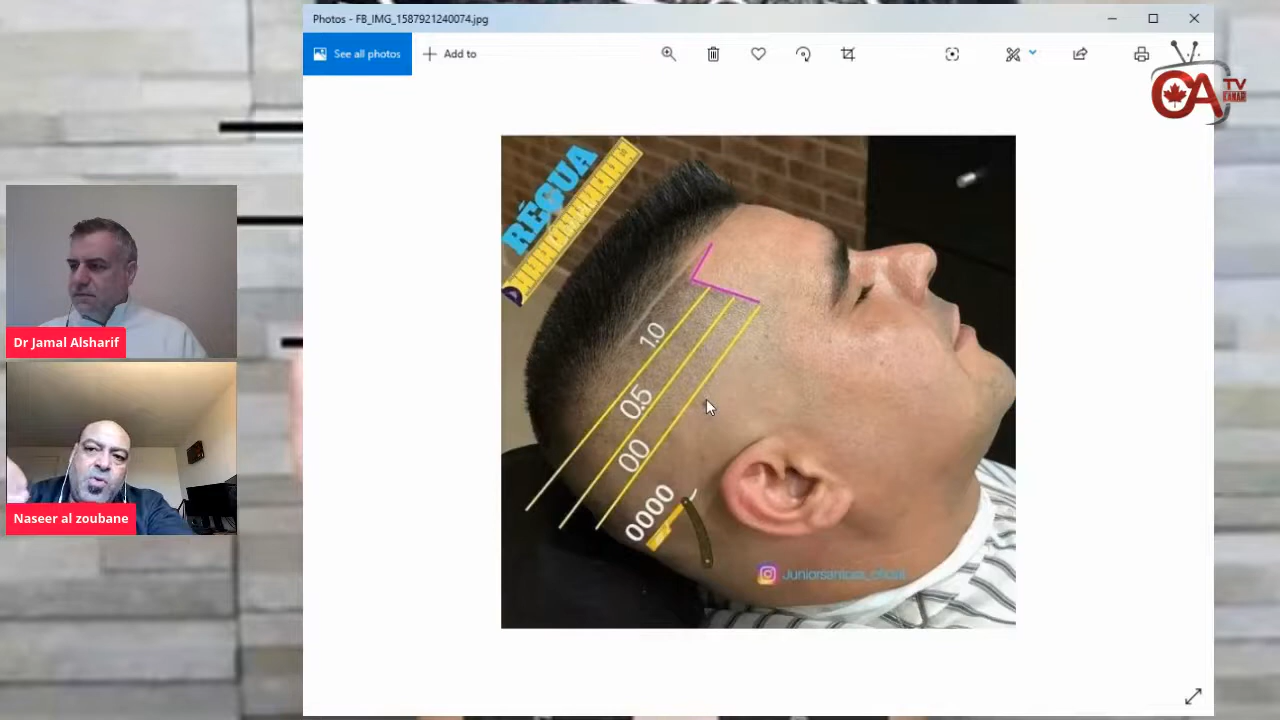 Photos - FB_IMG_1587921240074.jpg
See all photos
Add to
CA TV
RÉGUA
1.0
0.5
00
0000
Dr Jamal Alsharif
Naseer al zoubane